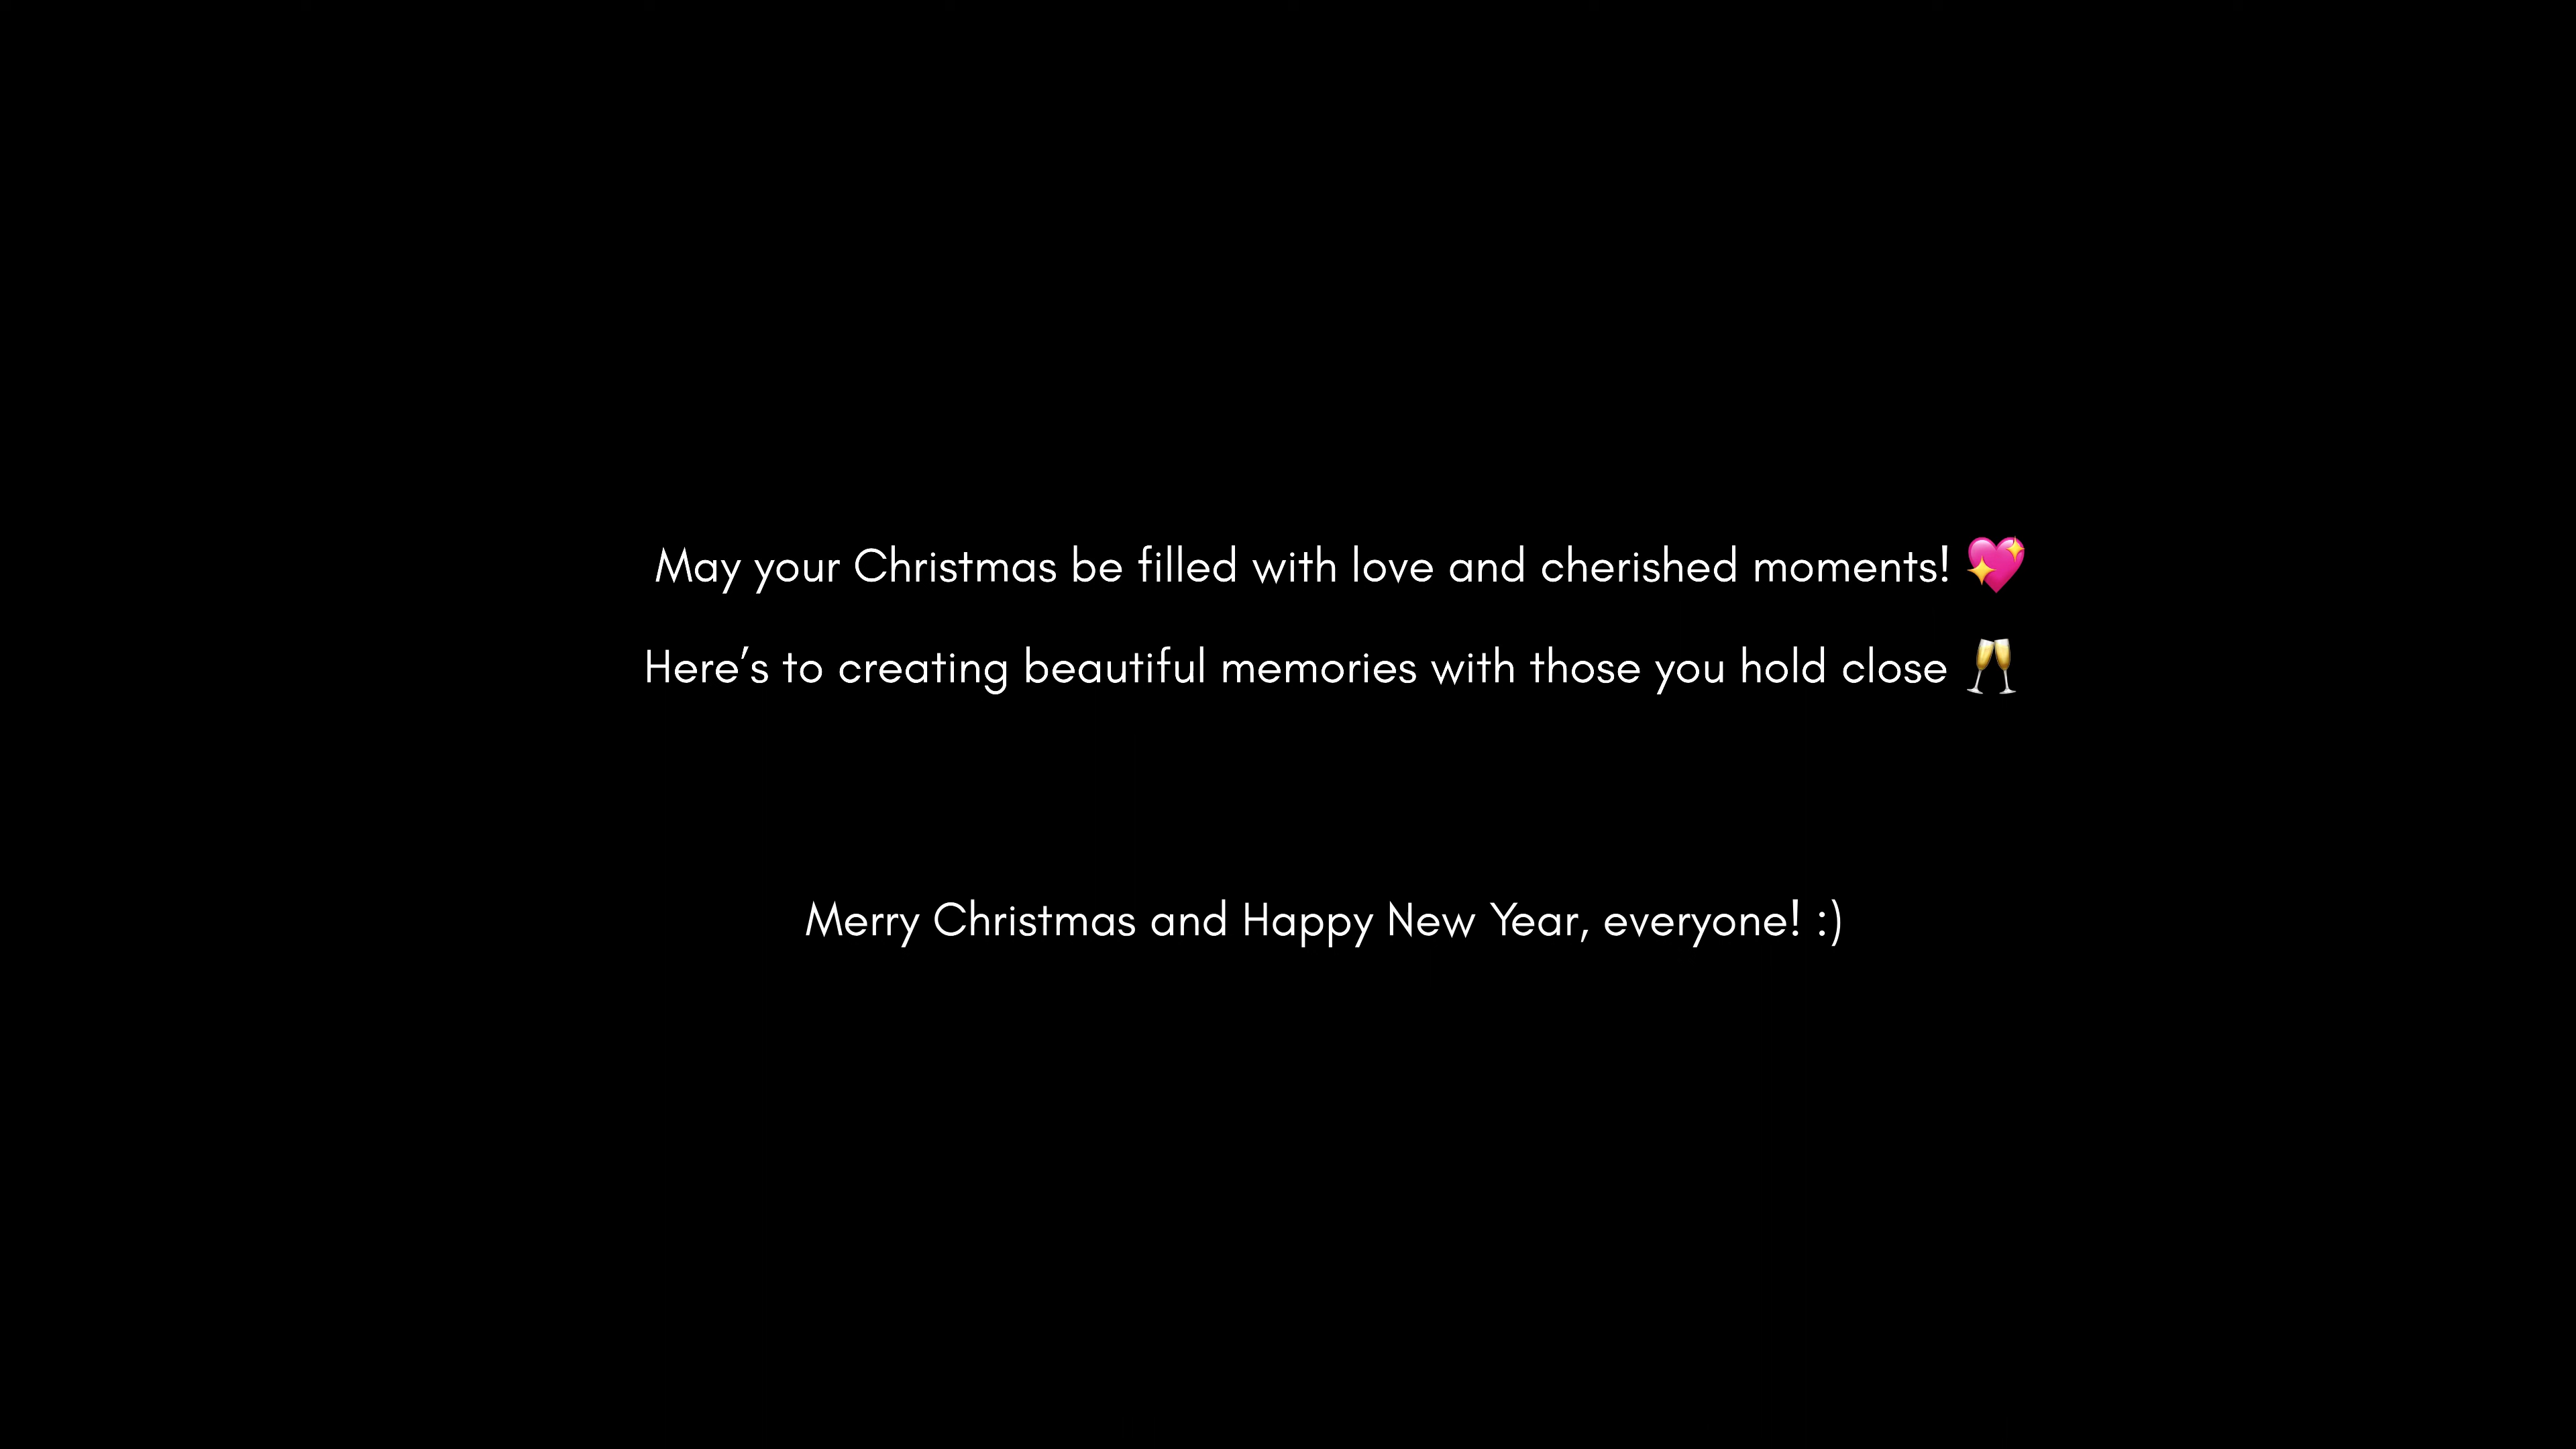 May your Christmas be filled with love and cherished moments! 💖
Here’s to creating beautiful memories with those you hold close 🥂
Merry Christmas and Happy New Year, everyone! :)